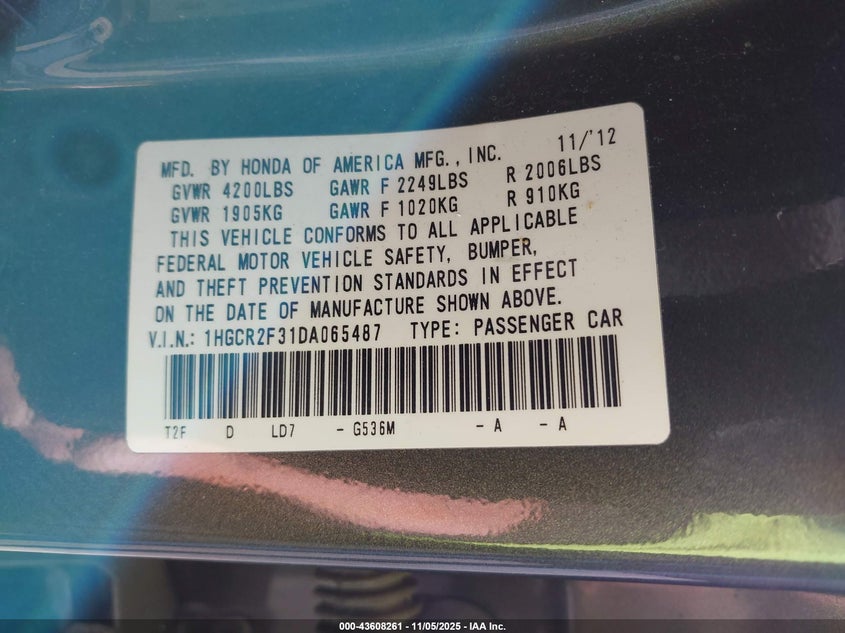 MFD. BY HONDA OF AMERICA MFG., INC. 11/'12
GVWR 4200LBS GAWR F 2249LBS R 2006LBS
GVWR 1905KG GAWR F 1020KG R 910KG
THIS VEHICLE CONFORMS TO ALL APPLICABLE
FEDERAL MOTOR VEHICLE SAFETY, BUMPER,
AND THEFT PREVENTION STANDARDS IN EFFECT
ON THE DATE OF MANUFACTURE SHOWN ABOVE.
V.I.N.: 1HGCR2F31DA065487 TYPE: PASSENGER CAR
T2F D LD7 - G536M - A - A
000-43608261 - 11/05/2025 - IAA Inc.